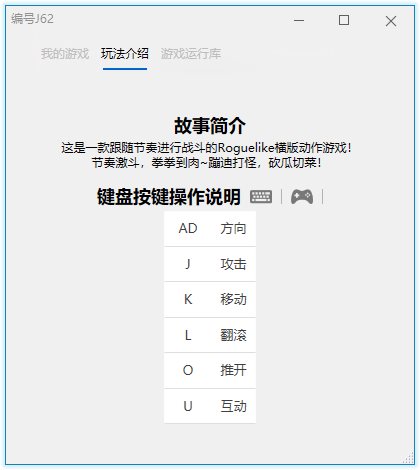 编号J62
我的游戏 玩法介绍 游戏运行库
故事简介
这是一款跟随节奏进行战斗的Roguelike横版动作游戏！
节奏激斗，拳拳到肉~蹦迪打怪，砍瓜切菜！
键盘按键操作说明
AD 方向
J 攻击
K 移动
L 翻滚
O 推开
U 互动